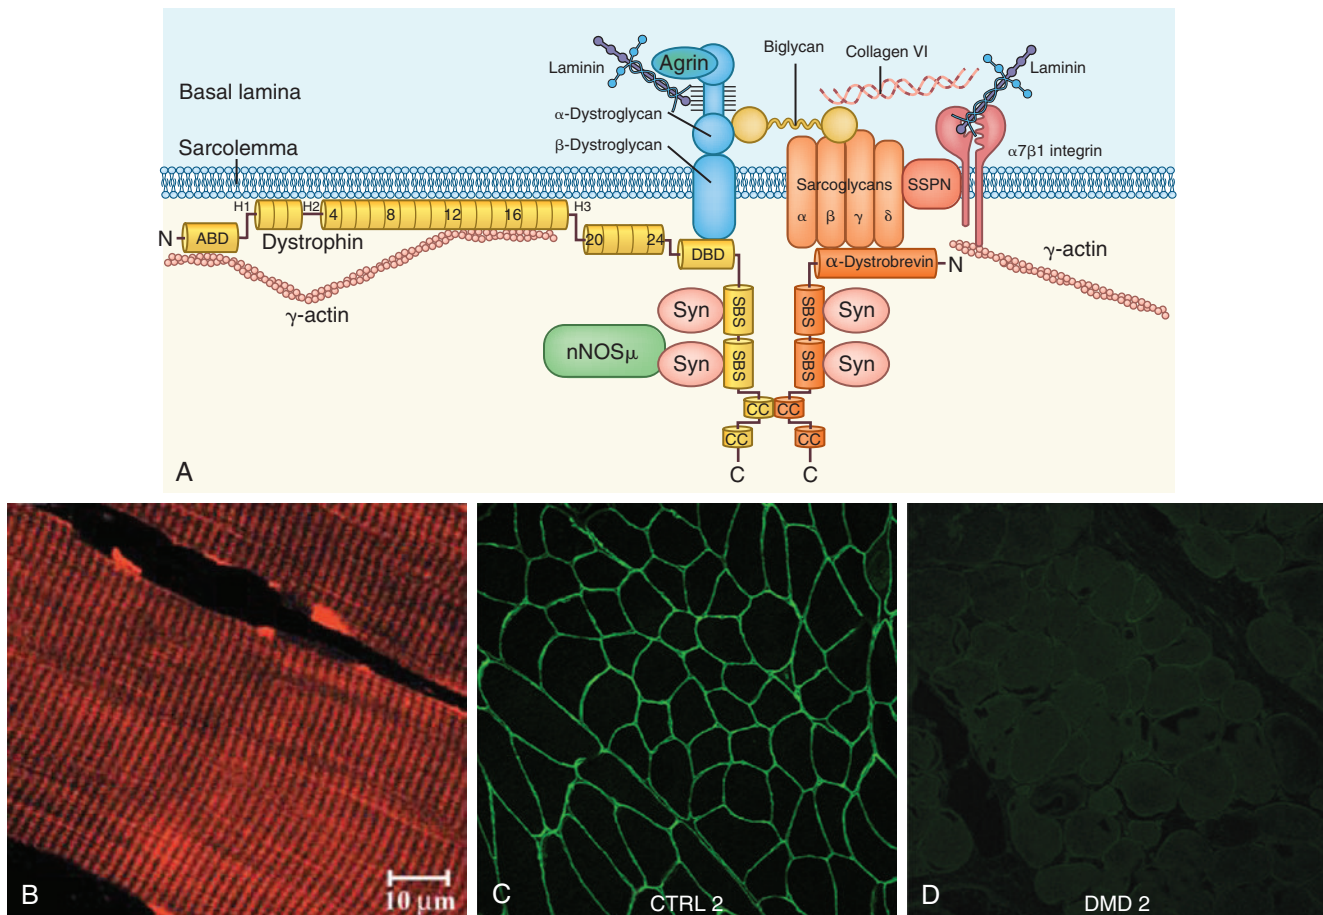 Biglycan
Collagen VI
Laminin
Agrin
Laminin
Basal lamina
α-Dystroglycan
β-Dystroglycan
Sarcolemma
α7β1 integrin
Sarcoglycans
SSPN
α β γ δ
H1 H2 4 8 12 16 H3
N ABD
Dystrophin
20 24
DBD
α-Dystrobrevin N
γ-actin
γ-actin
Syn SBS SBS Syn
nNOSμ Syn SBS SBS Syn
CC CC
CC CC
C C
A
B
10 μm
C
CTRL 2
D
DMD 2